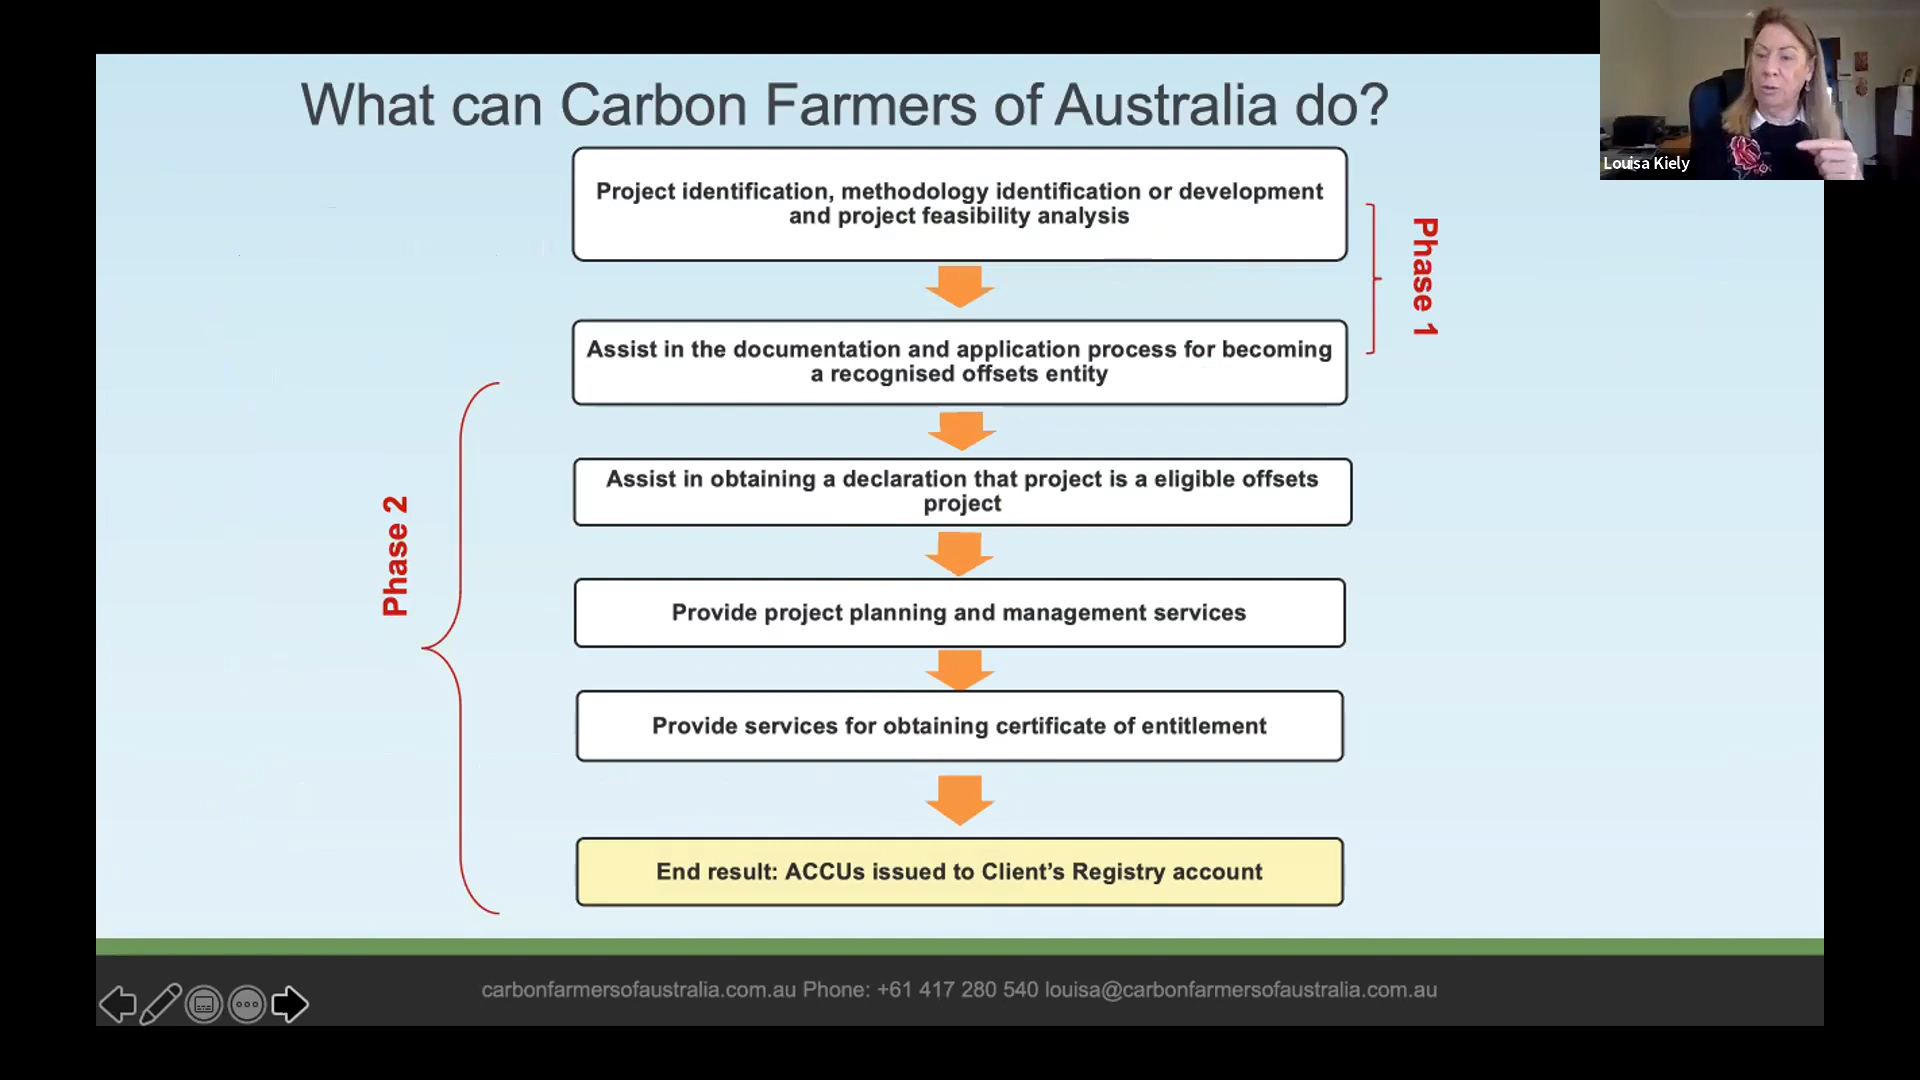 What can Carbon Farmers of Australia do?
Louisa Kiely
Project identification, methodology identification or development
and project feasibility analysis
Phase 1
Assist in the documentation and application process for becoming
a recognised offsets entity
Assist in obtaining a declaration that project is a eligible offsets
project
Phase 2
Provide project planning and management services
Provide services for obtaining certificate of entitlement
End result: ACCUs issued to Client’s Registry account
carbonfarmersofaustralia.com.au Phone: +61 417 280 540 louisa@carbonfarmersofaustralia.com.au